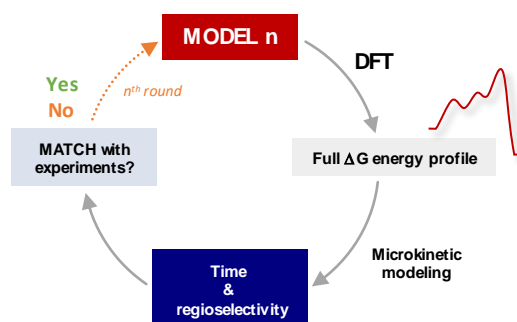 MODEL n
DFT
Yes
No
nth round
MATCH with
experiments?
Full ΔG energy profile
Microkinetic
modeling
Time
&
regioselectivity